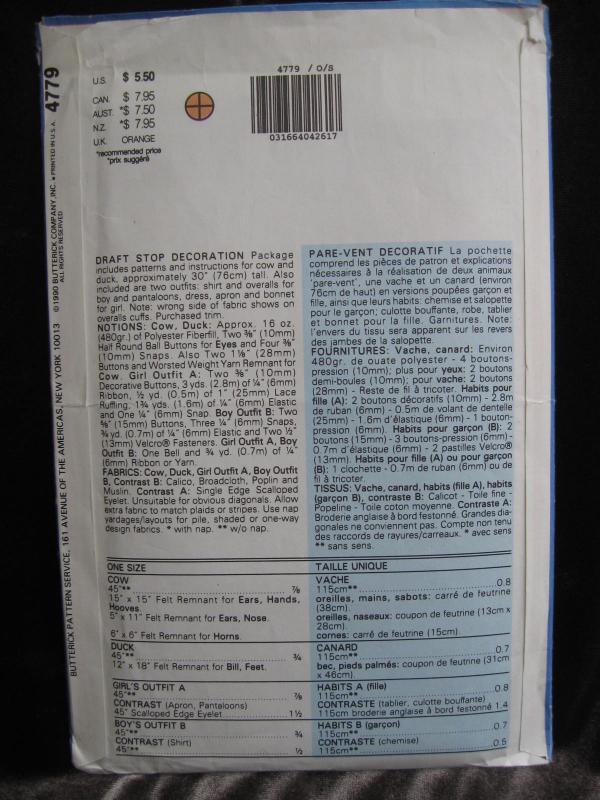 4779
©1990 BUTTERICK COMPANY, INC. • PRINTED IN U.S.A.
ALL RIGHTS RESERVED
BUTTERICK PATTERN SERVICE, 161 AVENUE OF THE AMERICAS, NEW YORK 10013
U.S. $ 5.50
CAN. $ 7.95
AUST. *$ 7.50
N.Z. *$ 7.95
U.K. ORANGE
*recommended price
*prix suggéré
4779 / O/S
031664042617
DRAFT STOP DECORATION Package
includes patterns and instructions for cow and
duck, approximately 30" (76cm) tall. Also
included are two outfits: shirt and overalls for
boy and pantaloons, dress, apron and bonnet
for girl. Note: wrong side of fabric shows on
overalls cuffs. Purchased trim.
NOTIONS: Cow, Duck: Approx. 16 oz.
(480gr.) of Polyester Fiberfill, Two ⅜" (10mm)
Half Round Ball Buttons for Eyes and Four ⅜"
(10mm) Snaps. Also Two 1⅛" (28mm)
Buttons and Worsted Weight Yarn Remnant for
Cow. Girl Outfit A: Two ⅜" (10mm)
Decorative Buttons, 3 yds. (2.8m) of ¼" (6mm)
Ribbon, ½ yd. (0.5m) of 1" (25mm) Lace
Ruffling, 1¾ yds. (1.6m) of ¼" (6mm) Elastic
and One ¼" (6mm) Snap. Boy Outfit B: Two
⅝" (15mm) Buttons, Three ¼" (6mm) Snaps,
¾ yd. (0.7m) of ¼" (6mm) Elastic and Two ½"
(13mm) Velcro® Fasteners. Girl Outfit A, Boy
Outfit B: One Bell and ¾ yd. (0.7m) of ¼"
(6mm) Ribbon or Yarn.
FABRICS: Cow, Duck, Girl Outfit A, Boy Outfit
B, Contrast B: Calico, Broadcloth, Poplin and
Muslin. Contrast A: Single Edge Scalloped
Eyelet. Unsuitable for obvious diagonals. Allow
extra fabric to match plaids or stripes. Use nap
yardages/layouts for pile, shaded or one-way
design fabrics. * with nap. ** w/o nap.
PARE-VENT DECORATIF La pochette
comprend les pièces de patron et explications
nécessaires à la réalisation de deux animaux
'pare-vent', une vache et un canard (environ
76cm de haut) en versions poupées garçon et
fille, ainsi que leurs habits: chemise et salopette
pour le garçon; culotte bouffante, robe, tablier
et bonnet pour la fille. Garnitures. Note:
l'envers du tissu sera apparent sur les revers
des jambes de la salopette.
FOURNITURES: Vache, canard: Environ
480gr. de ouate polyester - 4 boutons-
pression (10mm); plus pour yeux: 2 boutons
demi-boules (10mm); pour vache: 2 boutons
(28mm) - Reste de fil à tricoter. Habits pour
fille (A): 2 boutons décoratifs (10mm) - 2.8m
de ruban (6mm) - 0.5m de volant de dentelle
(25mm) - 1.6m d'élastique (6mm) - 1 bouton-
pression (6mm). Habits pour garçon (B): 2
boutons (15mm) - 3 boutons-pression (6mm) -
0.7m d'élastique (6mm) - 2 pastilles Velcro®
(13mm). Habits pour fille (A) ou pour garçon
(B): 1 clochette - 0.7m de ruban (6mm) ou de
fil à tricoter.
TISSUS: Vache, canard, habits (fille A), habits
(garçon B), contraste B: Calicot - Toile fine -
Popeline - Toile coton moyenne. Contraste A:
Broderie anglaise à bord festonné. Grandes dia-
gonales ne conviennent pas. Compte non tenu
des raccords de rayures/carreaux. * avec sens
** sans sens.
ONE SIZE
COW
45"** ⅞
15" x 15" Felt Remnant for Ears, Hands,
Hooves.
5" x 11" Felt Remnant for Ears, Nose.
6" x 6" Felt Remnant for Horns.
DUCK
45"** ¾
12" x 18" Felt Remnant for Bill, Feet.
GIRL'S OUTFIT A
45"** ⅞
CONTRAST (Apron, Pantaloons)
45" Scalloped Edge Eyelet 1½
BOY'S OUTFIT B
45"** ¾
CONTRAST (Shirt)
45"** ½
TAILLE UNIQUE
VACHE
115cm** 0.8
oreilles, mains, sabots: carré de feutrine
(38cm).
oreilles, naseaux: coupon de feutrine (13cm x
28cm).
cornes: carré de feutrine (15cm).
CANARD
115cm** 0.7
bec, pieds palmés: coupon de feutrine (31cm
x 46cm).
HABITS A (fille)
115cm** 0.8
CONTRASTE (tablier, culotte bouffante)
115cm broderie anglaise à bord festonné 1.4
HABITS B (garçon)
115cm** 0.7
CONTRASTE (chemise)
115cm** 0.5